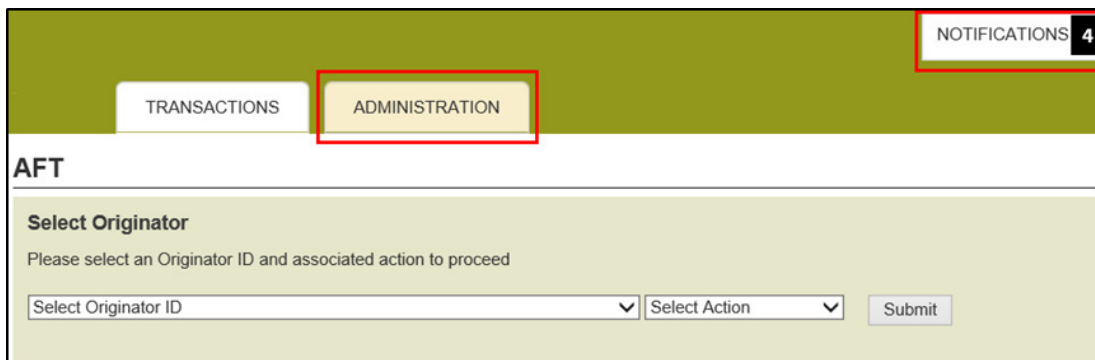 NOTIFICATIONS 4
TRANSACTIONS ADMINISTRATION
AFT
Select Originator
Please select an Originator ID and associated action to proceed
Select Originator ID Select Action Submit